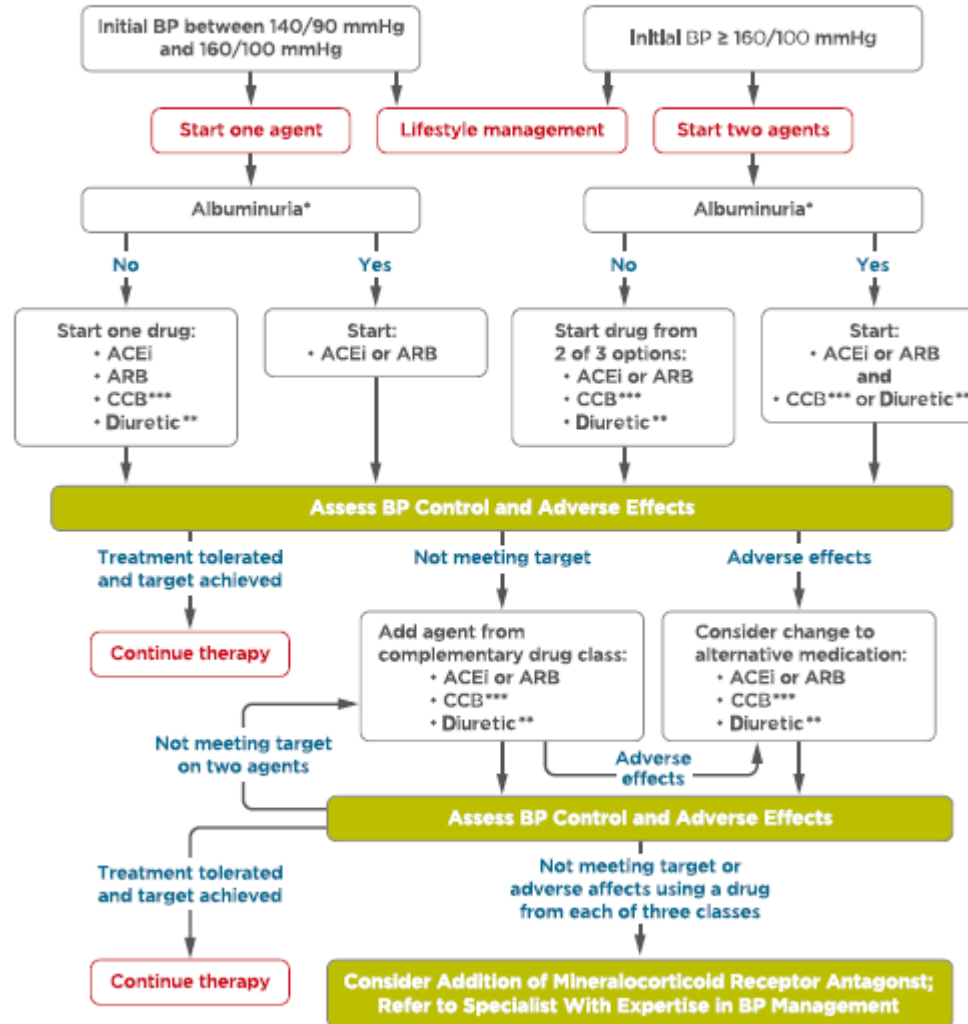 Initial BP between 140/90 mmHg
and 160/100 mmHg
Initial BP ≥ 160/100 mmHg
Start one agent
Lifestyle management
Start two agents
Albuminuria*
Albuminuria*
No
Yes
No
Yes
Start one drug:
• ACEi
• ARB
• CCB***
• Diuretic**
Start:
• ACEi or ARB
Start drug from
2 of 3 options:
• ACEi or ARB
• CCB***
• Diuretic**
Start:
• ACEi or ARB
and
• CCB*** or Diuretic**
Assess BP Control and Adverse Effects
Treatment tolerated
and target achieved
Not meeting target
Adverse effects
Continue therapy
Add agent from
complementary drug class:
• ACEi or ARB
• CCB***
• Diuretic**
Consider change to
alternative medication:
• ACEi or ARB
• CCB***
• Diuretic**
Not meeting target
on two agents
Adverse
effects
Assess BP Control and Adverse Effects
Treatment tolerated
and target achieved
Not meeting target or
adverse affects using a drug
from each of three classes
Continue therapy
Consider Addition of Mineralocorticoid Receptor Antagonst;
Refer to Specialist With Expertise in BP Management